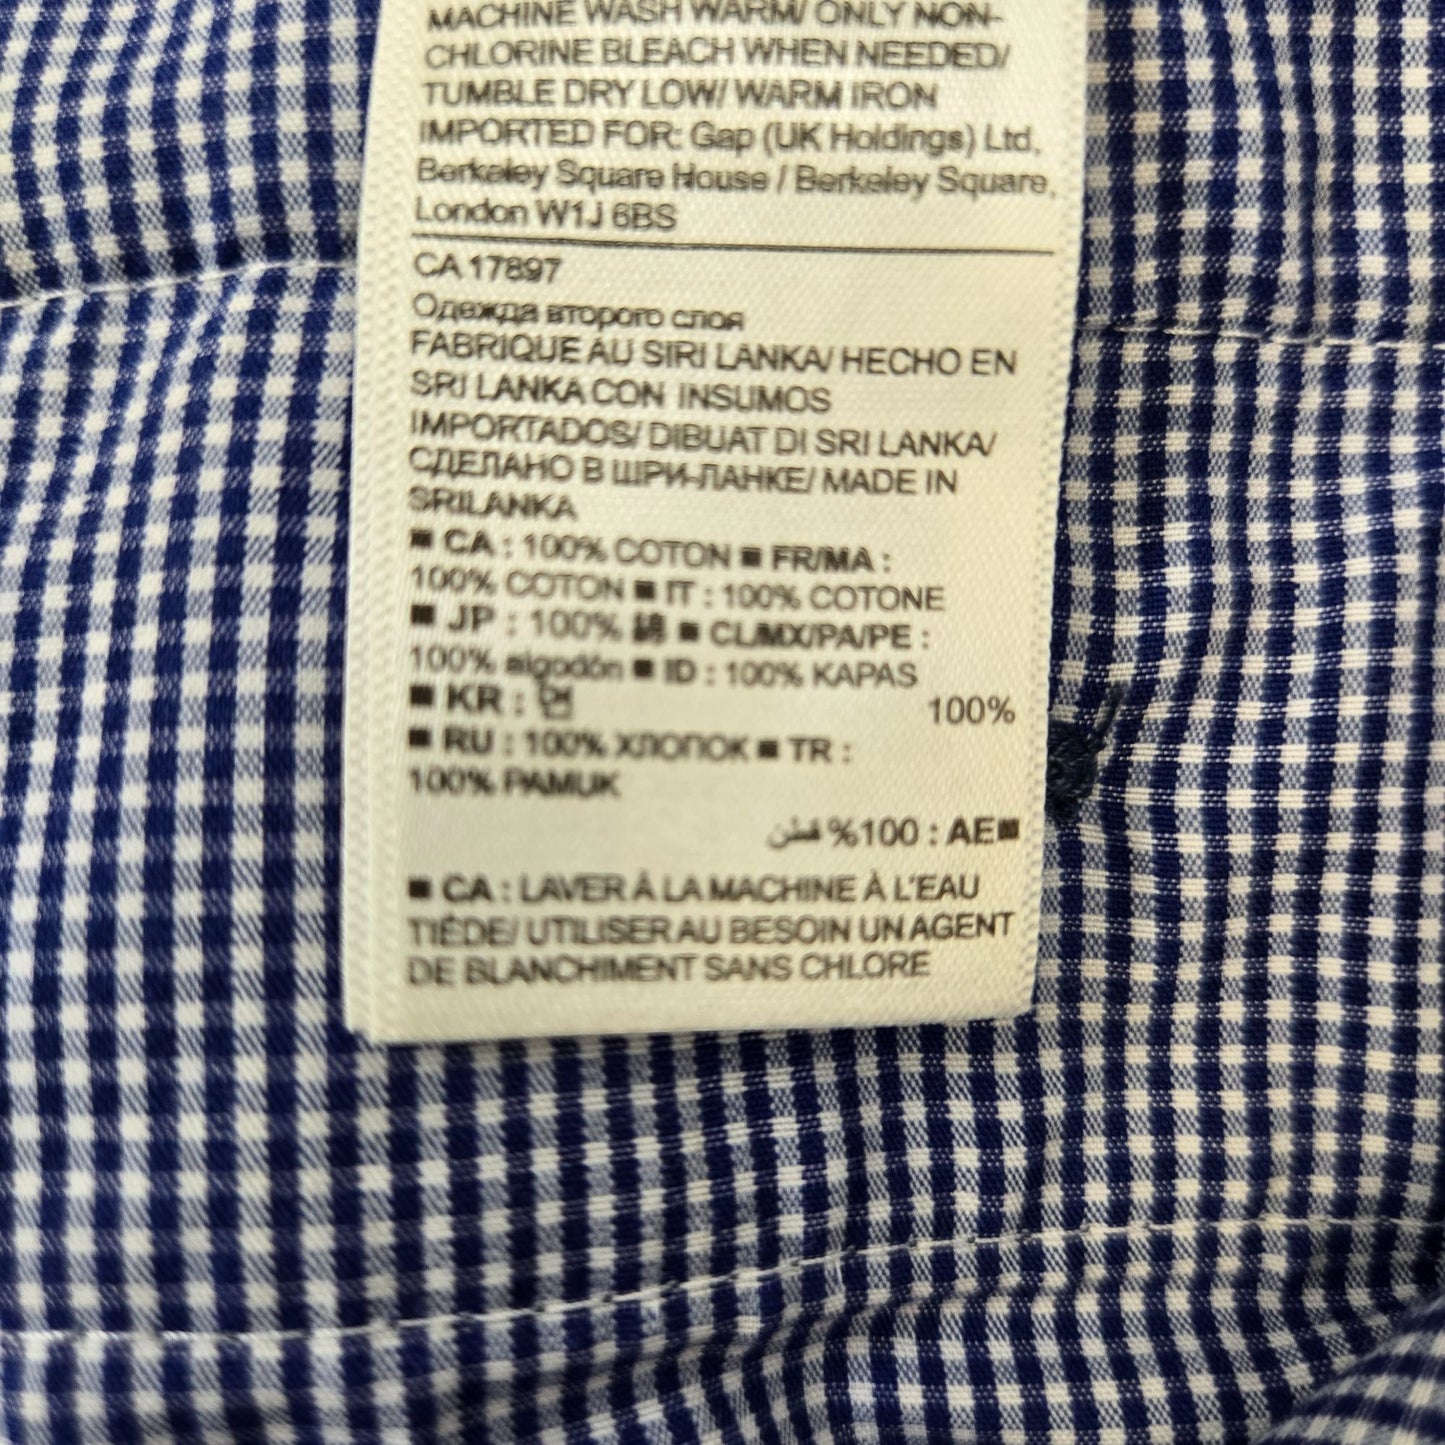 MACHINE WASH WARM/ ONLY NON-
CHLORINE BLEACH WHEN NEEDED/
TUMBLE DRY LOW/ WARM IRON
IMPORTED FOR: Gap (UK Holdings) Ltd,
Berkeley Square House / Berkeley Square,
London W1J 6BS
CA 17897
Одежда второго слоя
FABRIQUE AU SIRI LANKA/ HECHO EN
SRI LANKA CON INSUMOS
IMPORTADOS/ DIBUAT DI SRI LANKA/
СДЕЛАНО В ШРИ-ЛАНКЕ/ MADE IN
SRILANKA
■ CA : 100% COTON ■ FR/MA :
100% COTON ■ IT : 100% COTONE
■ JP : 100% 綿 ■ CL/MX/PA/PE :
100% algodón ■ ID : 100% KAPAS
■ KR : 면 100%
■ RU : 100% ХЛОПОК ■ TR :
100% PAMUK
■AE : 100% قطن
■ CA : LAVER À LA MACHINE À L'EAU
TIÈDE/ UTILISER AU BESOIN UN AGENT
DE BLANCHIMENT SANS CHLORE